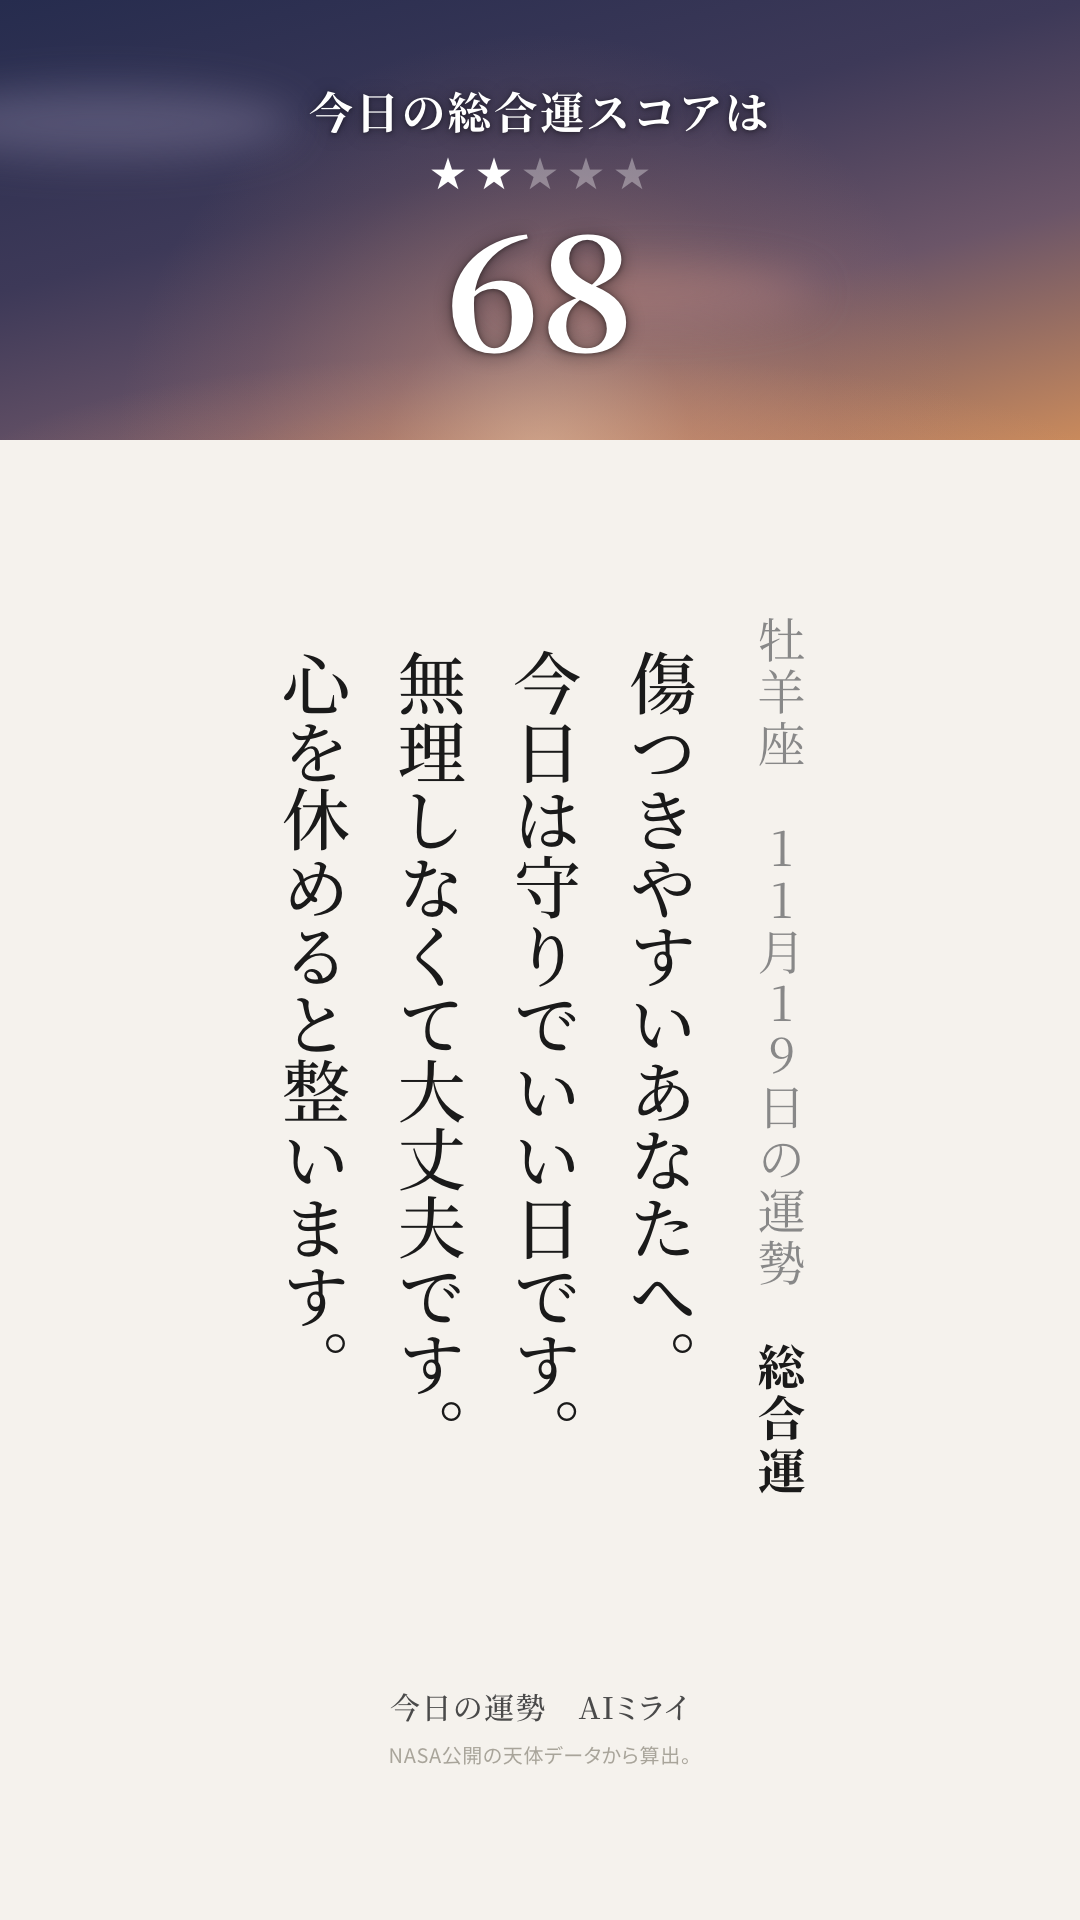 今日の総合運スコアは
★★★★★
68
牡羊座 11月19日の運勢 総合運
傷つきやすいあなたへ。
今日は守りでいい日です。
無理しなくて大丈夫です。
心を休めると整います。
今日の運勢 AIミライ
NASA公開の天体データから算出。